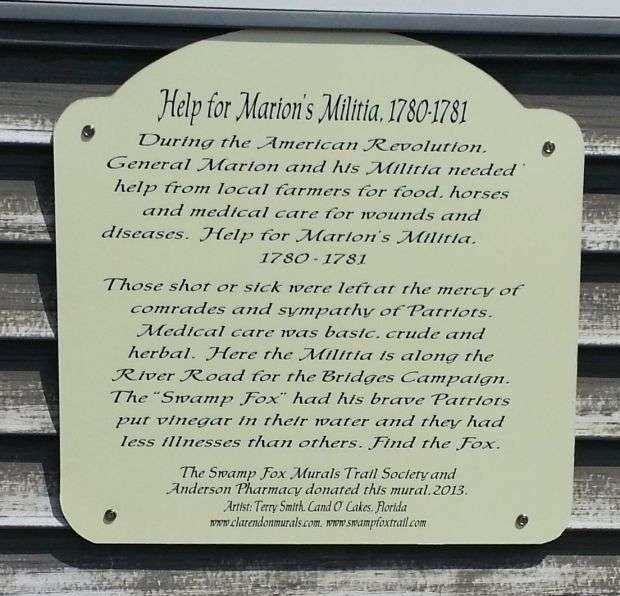 Help for Marion's Militia, 1780-1781
During the American Revolution,
General Marion and his Militia needed
help from local farmers for food, horses
and medical care for wounds and
diseases. Help for Marion's Militia,
1780 - 1781
Those shot or sick were left at the mercy of
comrades and sympathy of Patriots.
Medical care was basic, crude and
herbal. Here the Militia is along the
River Road for the Bridges Campaign.
The "Swamp Fox" had his brave Patriots
put vinegar in their water and they had
less illnesses than others. Find the Fox.
The Swamp Fox Murals Trail Society and
Anderson Pharmacy donated this mural, 2013.
Artist: Terry Smith, Land O' Lakes, Florida
www.clarendonmurals.com, www.swampfoxtrail.com